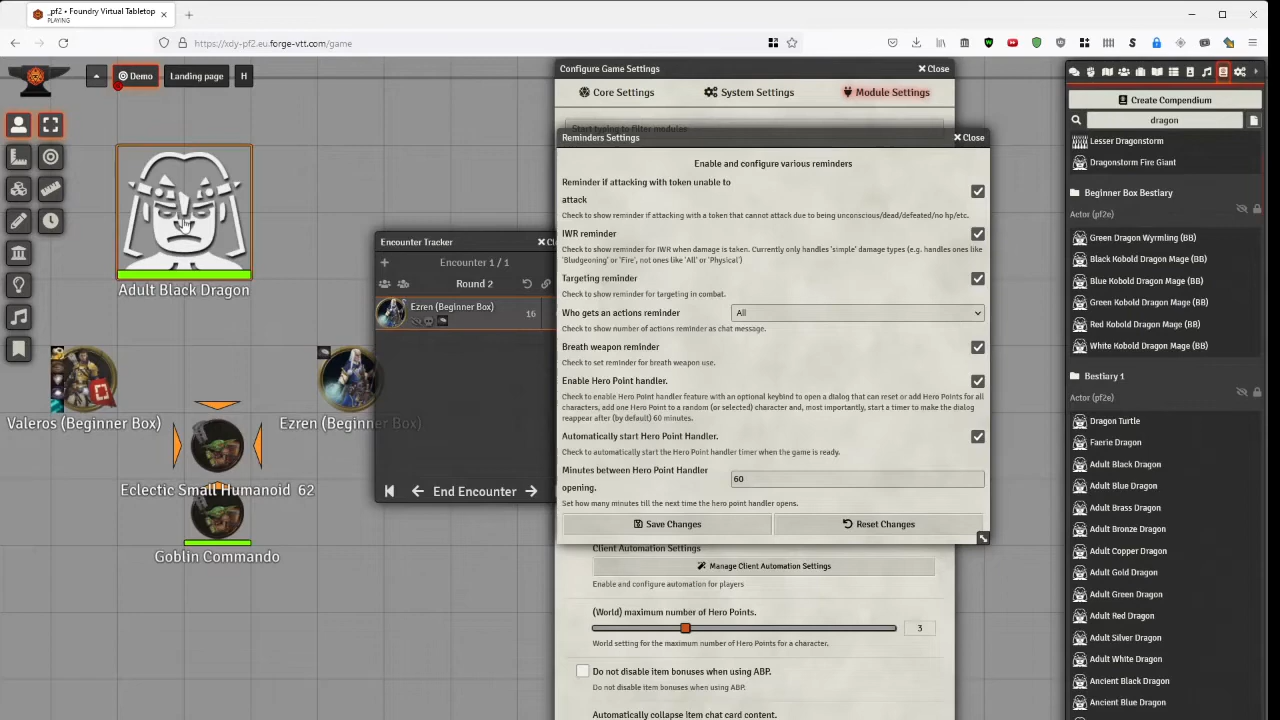 _pf2 • Foundry Virtual Tabletop
PLAYING
https://xdy-pf2.eu.forge-vtt.com/game
Demo
Landing page
H
Adult Black Dragon
Valeros (Beginner Box)
Ezren (Beginner Box)
Eclectic Small Humanoid 62
Goblin Commando
Encounter Tracker
Encounter 1 / 1
Round 2
Ezren (Beginner Box)
16
End Encounter
Configure Game Settings
Close
Core Settings
System Settings
Module Settings
Start typing to filter modules
Reminders Settings
Close
Enable and configure various reminders
Reminder if attacking with token unable to
attack
Check to show reminder if attacking with a token that cannot attack due to being unconscious/dead/defeated/no hp/etc.
IWR reminder
Check to show reminder for IWR when damage is taken. Currently only handles 'simple' damage types (e.g. handles ones like
'Bludgeoning' or 'Fire', not ones like 'All' or 'Physical')
Targeting reminder
Check to show reminder for targeting in combat.
Who gets an actions reminder
All
Check to show number of actions reminder as chat message.
Breath weapon reminder
Check to set reminder for breath weapon use.
Enable Hero Point handler.
Check to enable Hero Point handler feature with an optional keybind to open a dialog that can reset or add Hero Points for all
characters, add one Hero Point to a random (or selected) character and, most importantly, start a timer to make the dialog
reappear after (by default) 60 minutes.
Automatically start Hero Point Handler.
Check to automatically start the Hero Point handler timer when the game is ready.
Minutes between Hero Point Handler
opening.
60
Set how many minutes till the next time the hero point handler opens.
Save Changes
Reset Changes
Client Automation Settings
Manage Client Automation Settings
Enable and configure automation for players
(World) maximum number of Hero Points.
3
World setting for the maximum number of Hero Points for a character.
Do not disable item bonuses when using ABP.
Do not disable item bonuses when using ABP.
Automatically collapse item chat card content.
Create Compendium
dragon
Lesser Dragonstorm
Dragonstorm Fire Giant
Beginner Box Bestiary
Actor (pf2e)
Green Dragon Wyrmling (BB)
Black Kobold Dragon Mage (BB)
Blue Kobold Dragon Mage (BB)
Green Kobold Dragon Mage (BB)
Red Kobold Dragon Mage (BB)
White Kobold Dragon Mage (BB)
Bestiary 1
Actor (pf2e)
Dragon Turtle
Faerie Dragon
Adult Black Dragon
Adult Blue Dragon
Adult Brass Dragon
Adult Bronze Dragon
Adult Copper Dragon
Adult Gold Dragon
Adult Green Dragon
Adult Red Dragon
Adult Silver Dragon
Adult White Dragon
Ancient Black Dragon
Ancient Blue Dragon